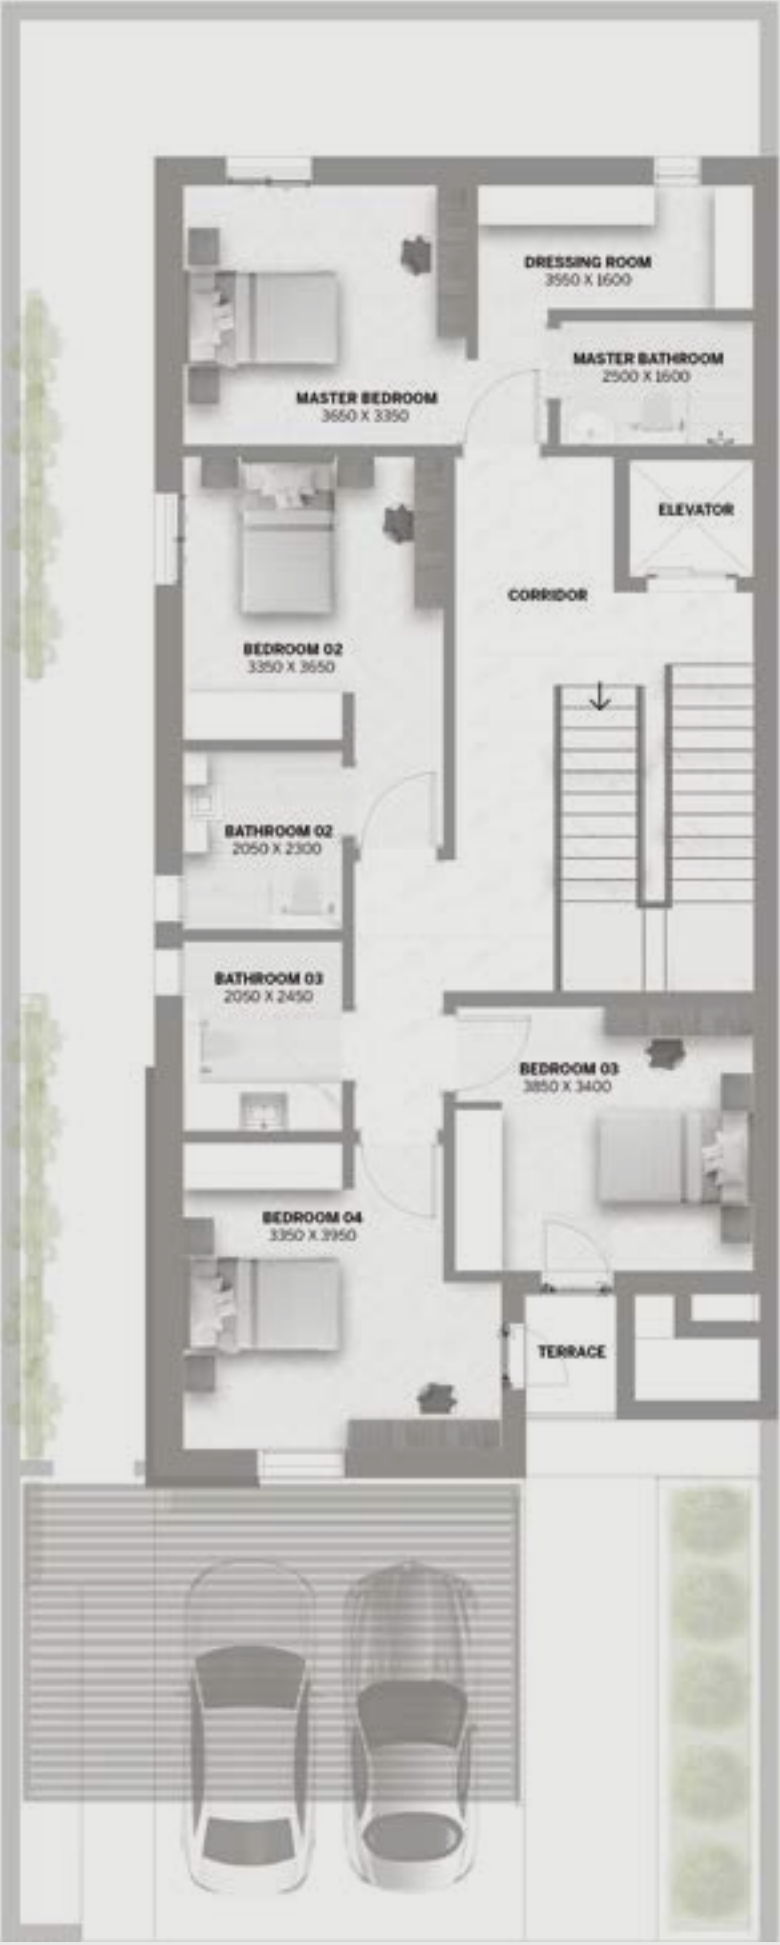 DRESSING ROOM
3550 X 1600
MASTER BATHROOM
2500 X 1600
MASTER BEDROOM
3650 X 3350
ELEVATOR
CORRIDOR
BEDROOM 02
3350 X 3650
BATHROOM 02
2050 X 2300
BATHROOM 03
2050 X 2450
BEDROOM 03
3850 X 3400
BEDROOM 04
3350 X 3950
TERRACE